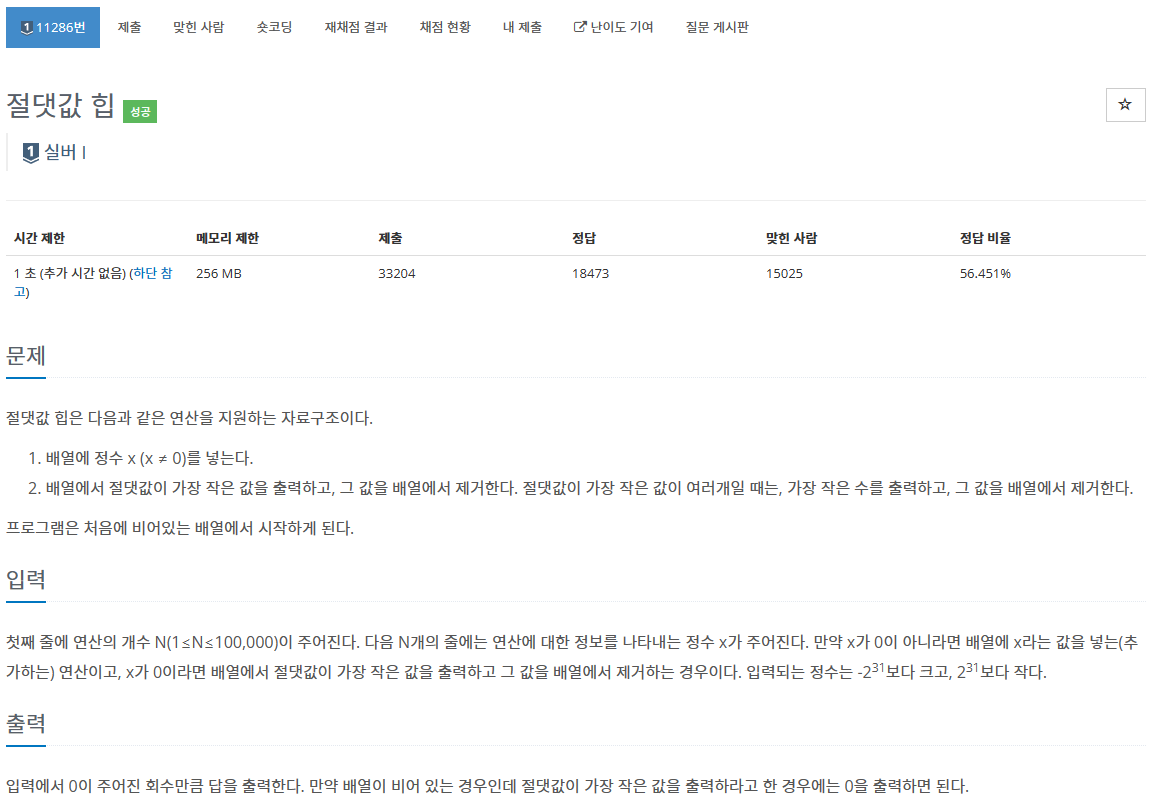 1 11286번 제출 맞힌 사람 숏코딩 재채점 결과 채점 현황 내 제출 난이도 기여 질문 게시판
절댓값 힙 성공
1 실버 I
시간 제한 메모리 제한 제출 정답 맞힌 사람 정답 비율
1 초 (추가 시간 없음) (하단 참 256 MB 33204 18473 15025 56.451%
고)
문제
절댓값 힙은 다음과 같은 연산을 지원하는 자료구조이다.
1. 배열에 정수 x (x ≠ 0)를 넣는다.
2. 배열에서 절댓값이 가장 작은 값을 출력하고, 그 값을 배열에서 제거한다. 절댓값이 가장 작은 값이 여러개일 때는, 가장 작은 수를 출력하고, 그 값을 배열에서 제거한다.
프로그램은 처음에 비어있는 배열에서 시작하게 된다.
입력
첫째 줄에 연산의 개수 N(1≤N≤100,000)이 주어진다. 다음 N개의 줄에는 연산에 대한 정보를 나타내는 정수 x가 주어진다. 만약 x가 0이 아니라면 배열에 x라는 값을 넣는(추
가하는) 연산이고, x가 0이라면 배열에서 절댓값이 가장 작은 값을 출력하고 그 값을 배열에서 제거하는 경우이다. 입력되는 정수는 -2³¹보다 크고, 2³¹보다 작다.
출력
입력에서 0이 주어진 회수만큼 답을 출력한다. 만약 배열이 비어 있는 경우인데 절댓값이 가장 작은 값을 출력하라고 한 경우에는 0을 출력하면 된다.